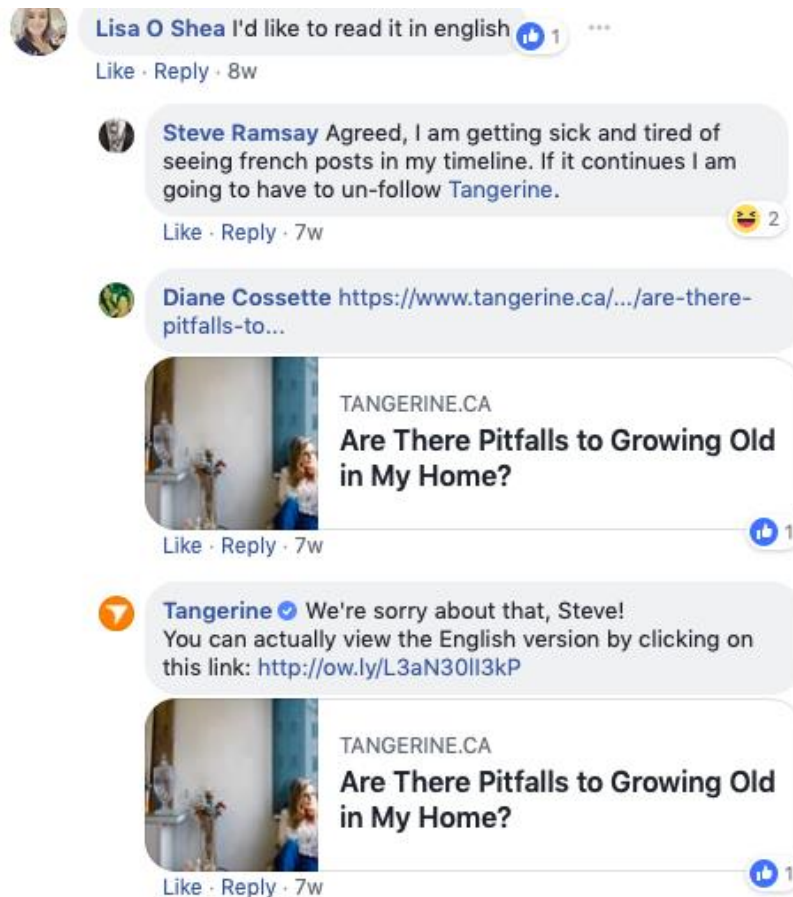 Lisa O Shea I'd like to read it in english 1
Like · Reply · 8w
Steve Ramsay Agreed, I am getting sick and tired of
seeing french posts in my timeline. If it continues I am
going to have to un-follow Tangerine.
2
Like · Reply · 7w
Diane Cossette https://www.tangerine.ca/.../are-there-
pitfalls-to...
TANGERINE.CA
Are There Pitfalls to Growing Old
in My Home?
1
Like · Reply · 7w
Tangerine We're sorry about that, Steve!
You can actually view the English version by clicking on
this link: http://ow.ly/L3aN30lI3kP
TANGERINE.CA
Are There Pitfalls to Growing Old
in My Home?
1
Like · Reply · 7w